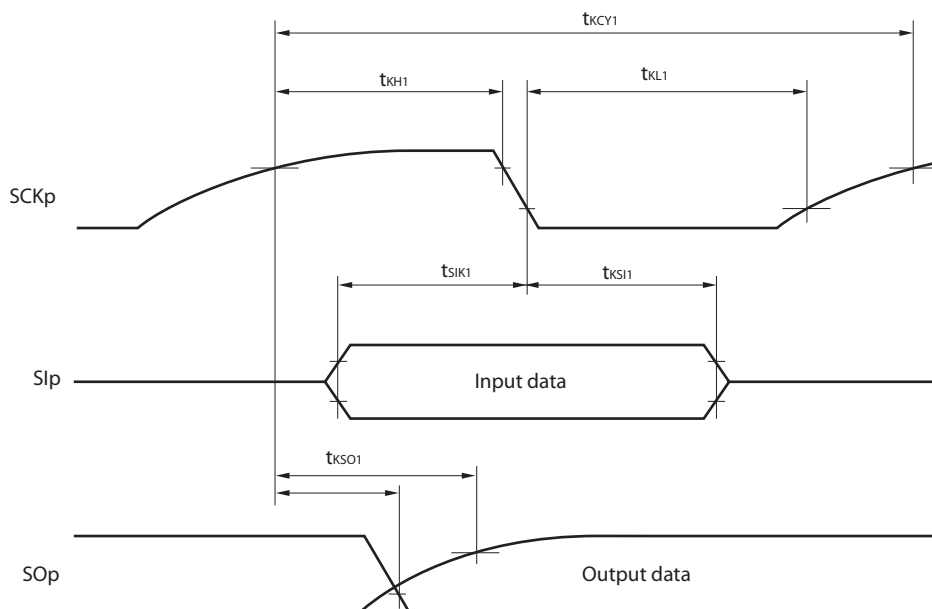 tKCY1
tKH1
tKL1
SCKp
tSIK1
tKSI1
SIp
Input data
tKSO1
SOp
Output data